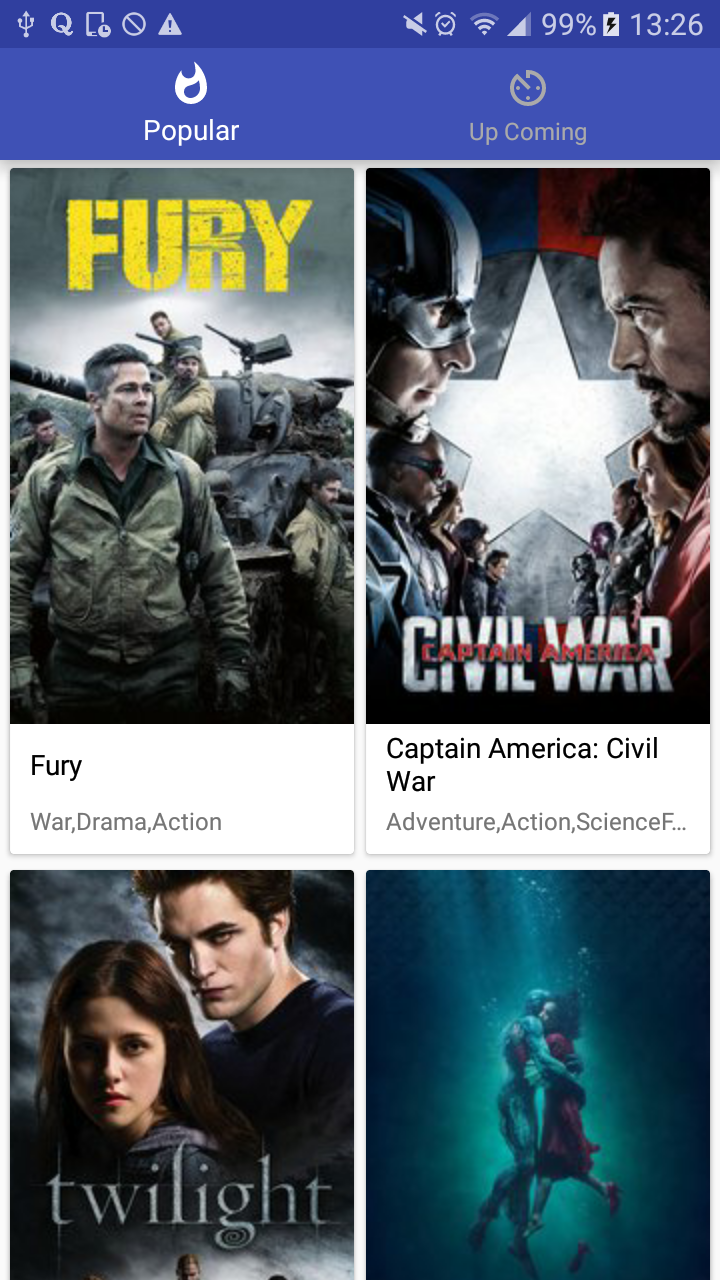 99% 13:26
Popular
Up Coming
FURY
CIVIL WAR
CAPTAIN AMERICA
Fury
Captain America: Civil
War
War,Drama,Action
Adventure,Action,ScienceF...
twilight